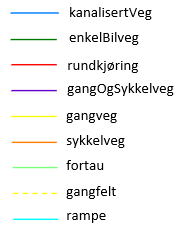 kanalisertVeg
enkelBilveg
rundkjøring
gangOgSykkelveg
gangveg
sykkelveg
fortau
gangfelt
rampe